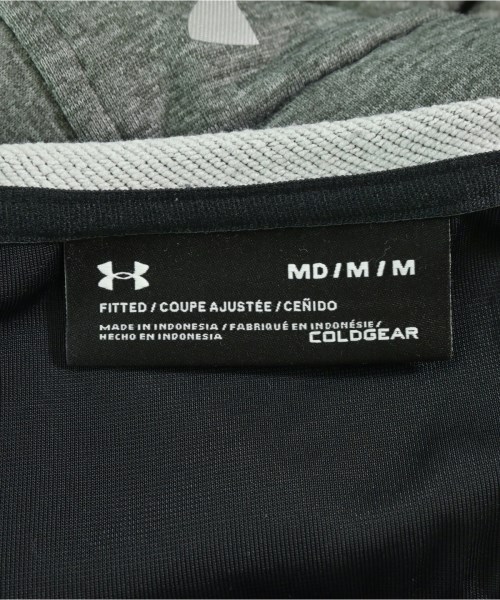 MD / M / M
FITTED / COUPE AJUSTÉE / CEÑIDO
MADE IN INDONESIA / FABRIQUÉ EN INDONÉSIE /
HECHO EN INDONESIA
COLDGEAR